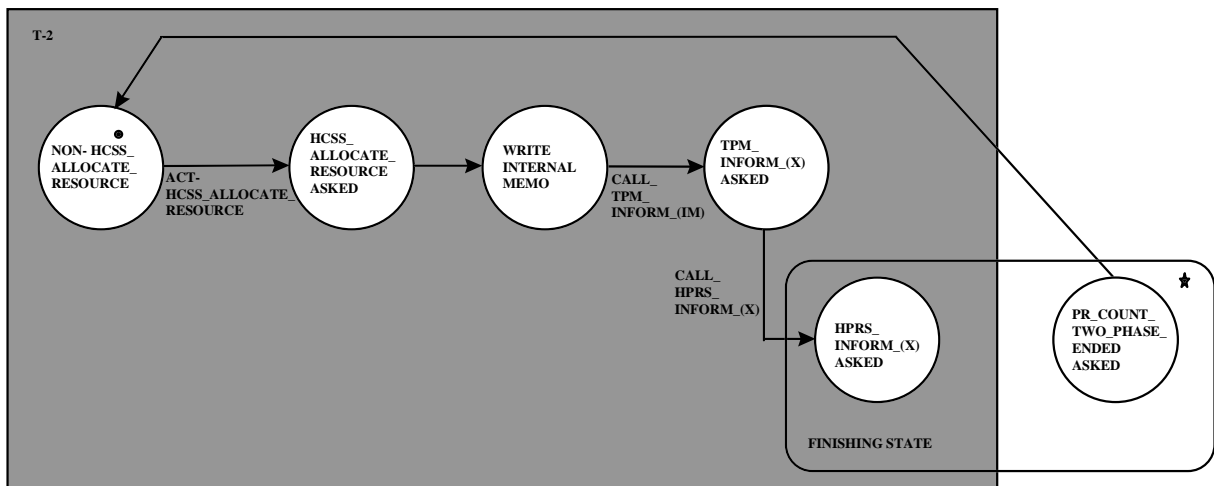 T-2
NON- HCSS_
ALLOCATE_
RESOURCE
ACT-
HCSS_ALLOCATE_
RESOURCE
HCSS_
ALLOCATE_
RESOURCE
ASKED
WRITE
INTERNAL
MEMO
CALL_
TPM_
INFORM_(IM)
TPM_
INFORM_(X)
ASKED
CALL_
HPRS_
INFORM_(X)
HPRS_
INFORM_(X)
ASKED
PR_COUNT_
TWO_PHASE_
ENDED
ASKED
FINISHING STATE